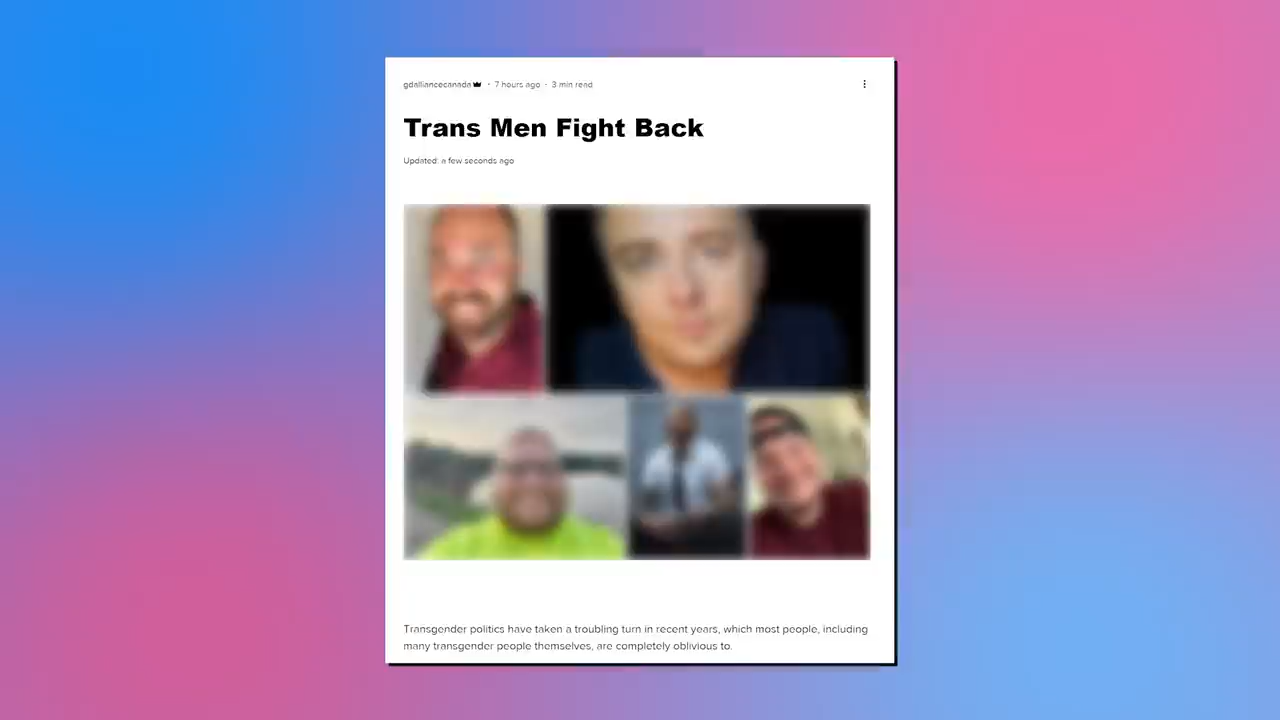 gdalliancecanada · 7 hours ago · 3 min read
Trans Men Fight Back
Updated: a few seconds ago
Transgender politics have taken a troubling turn in recent years, which most people, including
many transgender people themselves, are completely oblivious to.